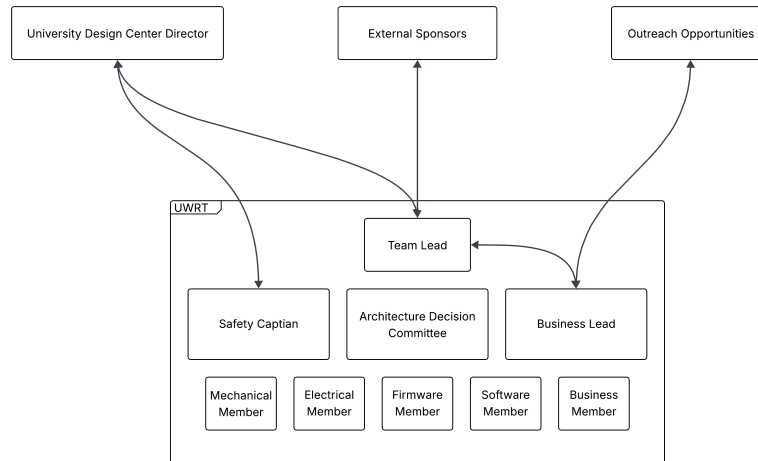 University Design Center Director
External Sponsors
Outreach Opportunities
UWRT
Team Lead
Safety Captian
Architecture Decision
Committee
Business Lead
Mechanical
Member
Electrical
Member
Firmware
Member
Software
Member
Business
Member